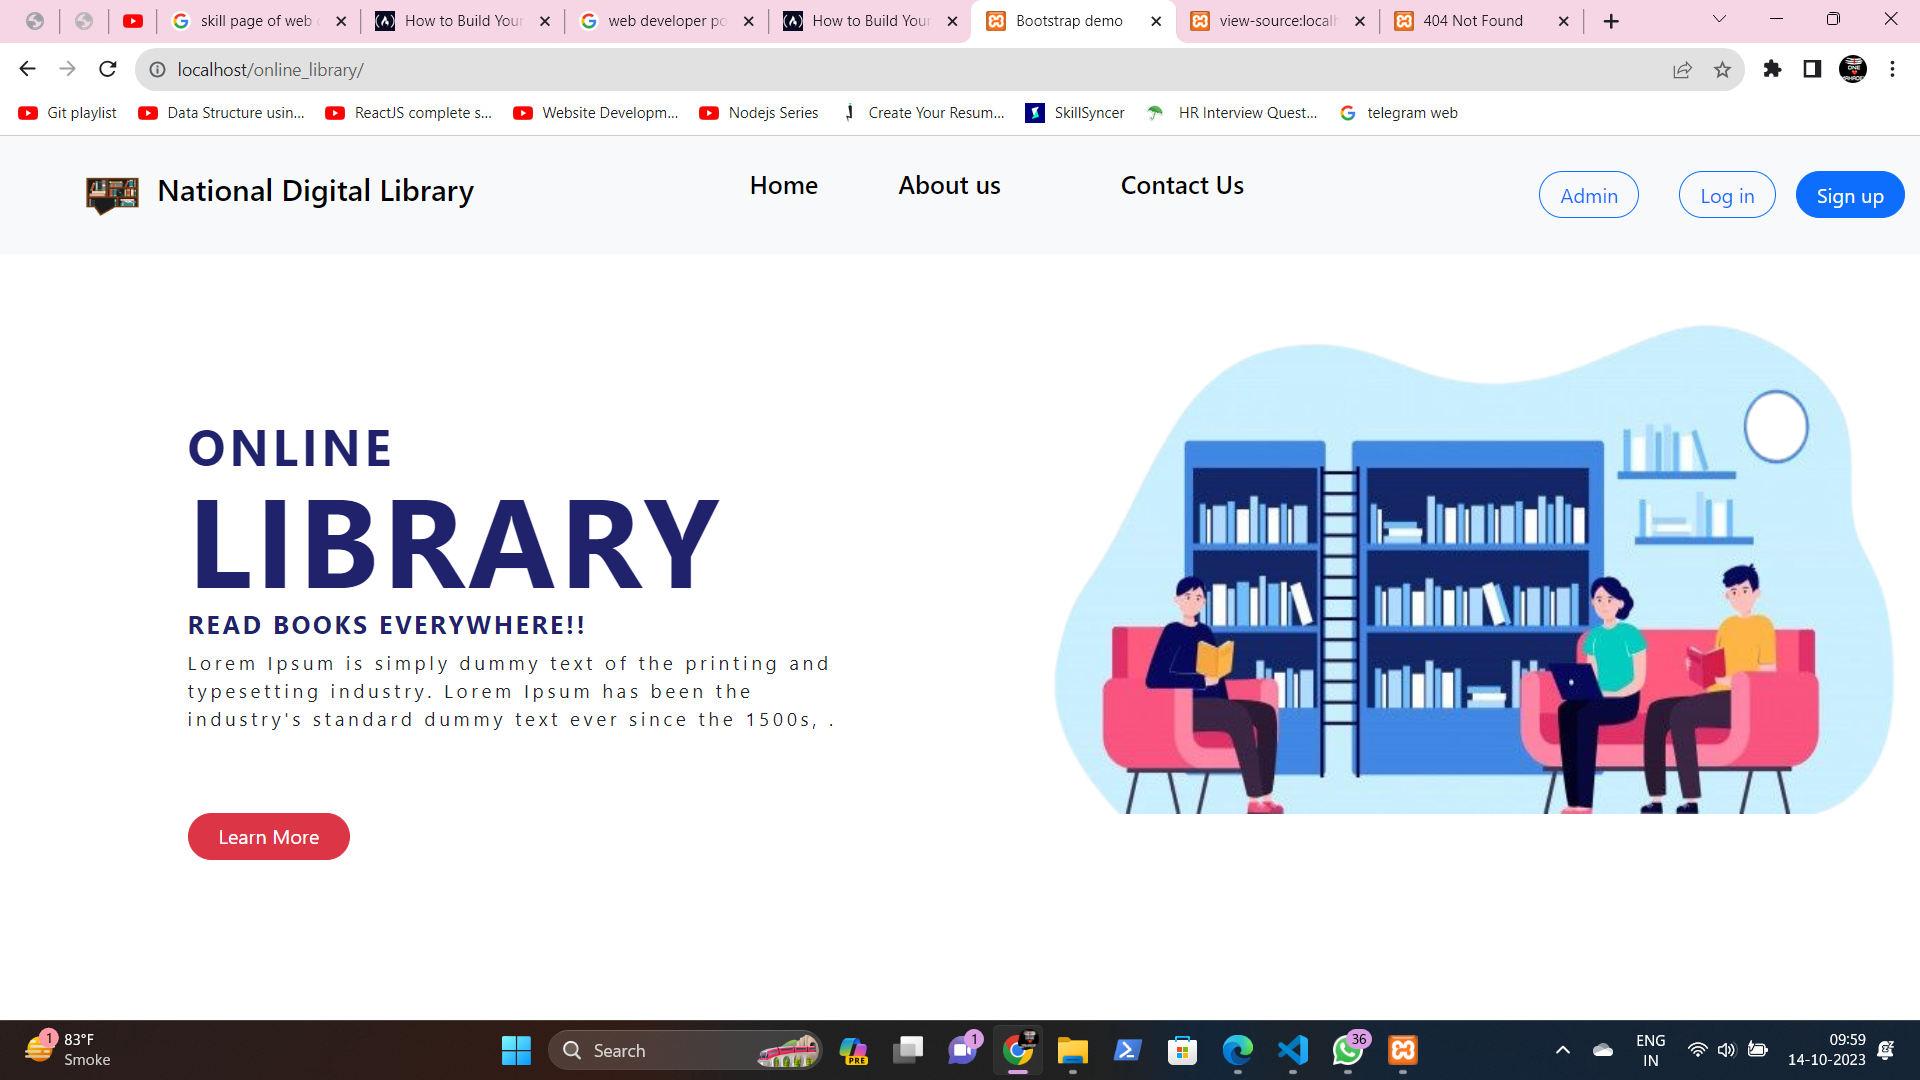 skill page of web
How to Build Your
web developer po
How to Build Your
Bootstrap demo
view-source:localh
404 Not Found
localhost/online_library/
Git playlist
Data Structure usin...
ReactJS complete s...
Website Developm...
Nodejs Series
Create Your Resum...
SkillSyncer
HR Interview Quest...
telegram web
National Digital Library
Home
About us
Contact Us
Admin
Log in
Sign up
ONLINE
LIBRARY
READ BOOKS EVERYWHERE!!
Lorem Ipsum is simply dummy text of the printing and
typesetting industry. Lorem Ipsum has been the
industry's standard dummy text ever since the 1500s, .
Learn More
1
83°F
Smoke
Search
PRE
1
36
ENG
IN
09:59
14-10-2023